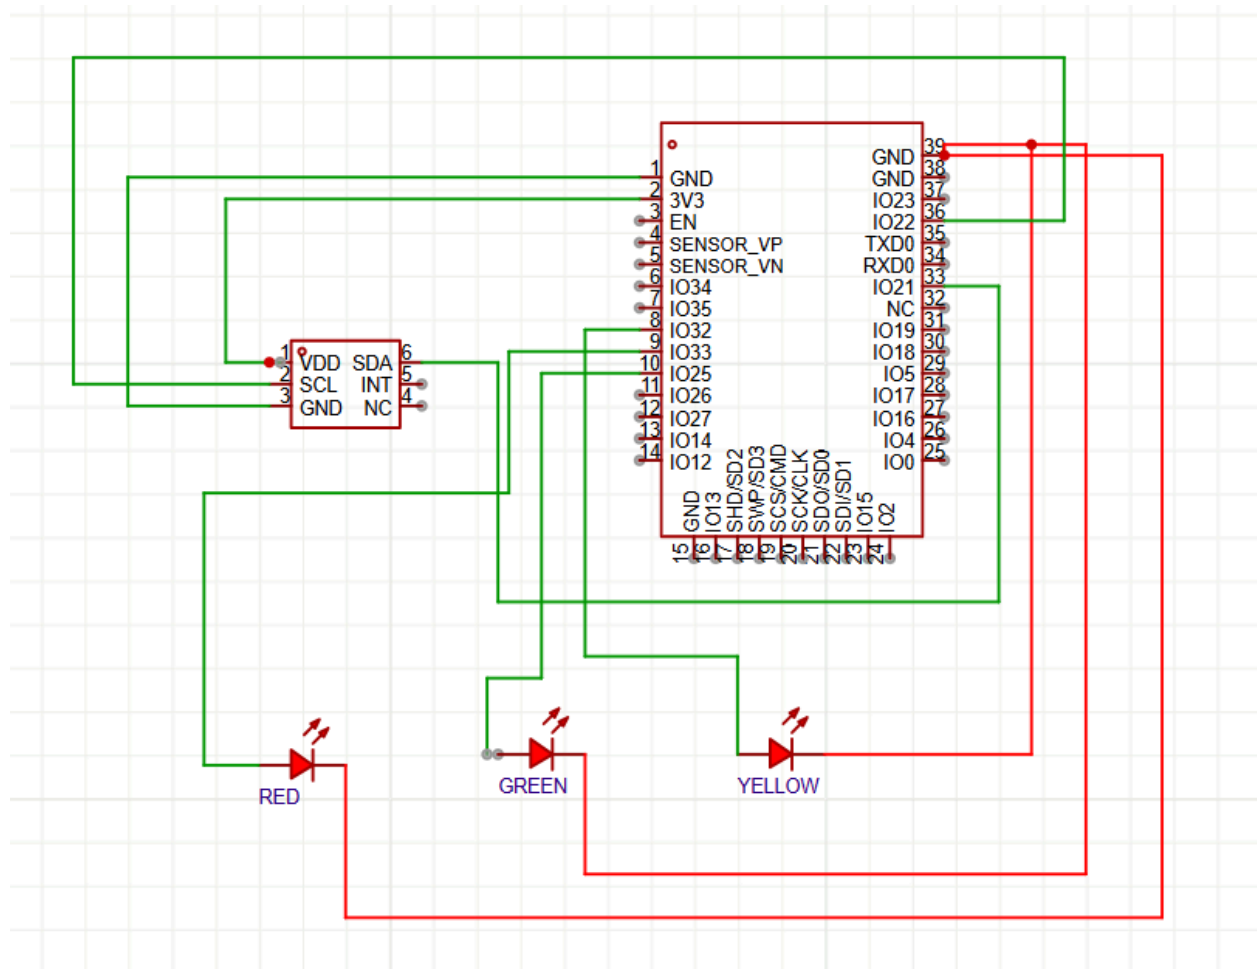 39
GND
1
38
GND
GND
2
37
3V3
IO23
3
36
EN
IO22
4
35
SENSOR_VP
TXD0
5
34
SENSOR_VN
RXD0
6
33
IO34
IO21
7
32
IO35
NC
8
31
IO32
IO19
9
30
IO33
IO18
10
29
IO25
IO5
11
28
IO26
IO17
12
27
IO27
IO16
13
26
IO14
IO4
14
25
IO12
IO0
1
VDD
SDA
6
2
SCL
INT
5
3
GND
NC
4
GND
IO13
SHD/SD2
SWP/SD3
SCS/CMD
SCK/CLK
SDO/SD0
SDI/SD1
IO15
IO2
15
16
17
18
19
20
21
22
23
24
RED
GREEN
YELLOW